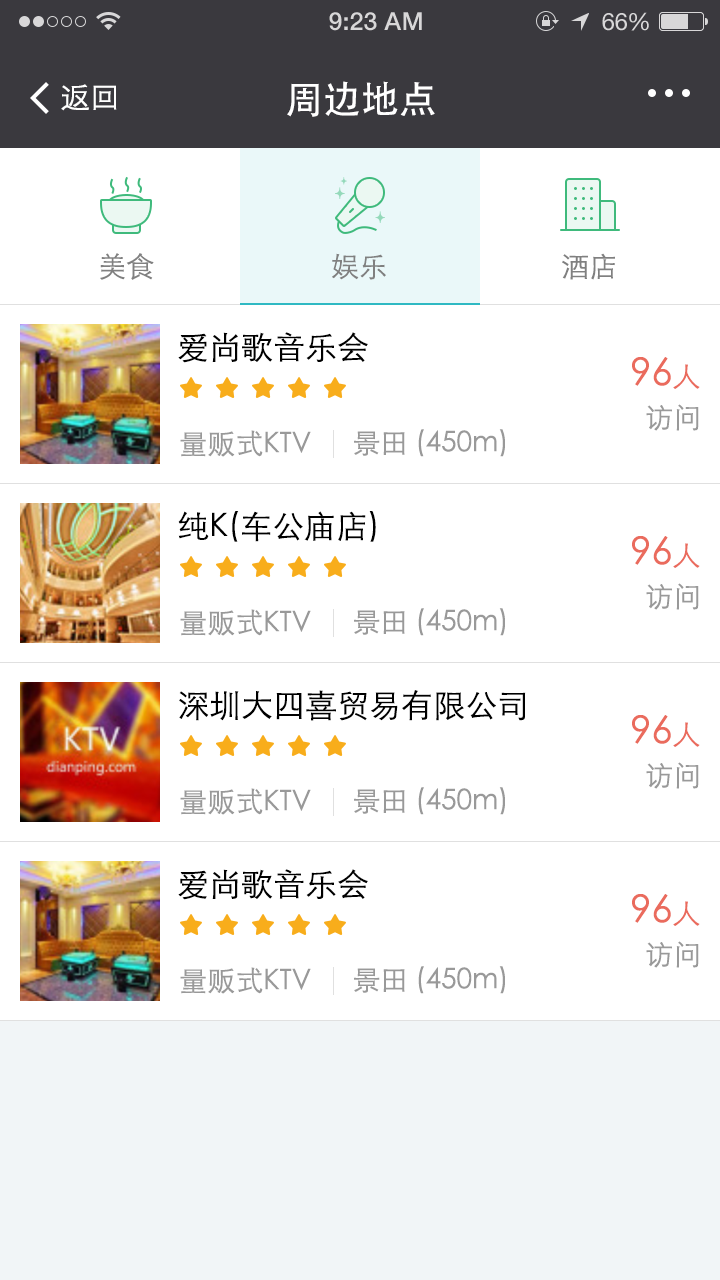 9:23 AM 66%
返回 周边地点
美食 娱乐 酒店
爱尚歌音乐会
96人
访问
量贩式KTV 景田 (450m)
纯K(车公庙店)
96人
访问
量贩式KTV 景田 (450m)
KTV
dianping.com
深圳大四喜贸易有限公司
96人
访问
量贩式KTV 景田 (450m)
爱尚歌音乐会
96人
访问
量贩式KTV 景田 (450m)